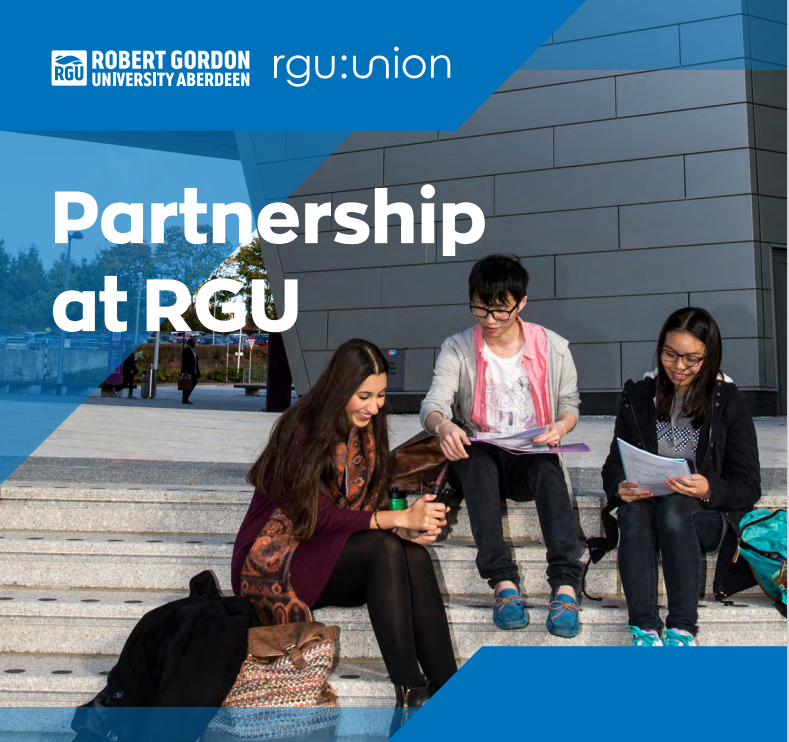 RGU ROBERT GORDON
UNIVERSITY ABERDEEN
rgu:union
Partnership
at RGU